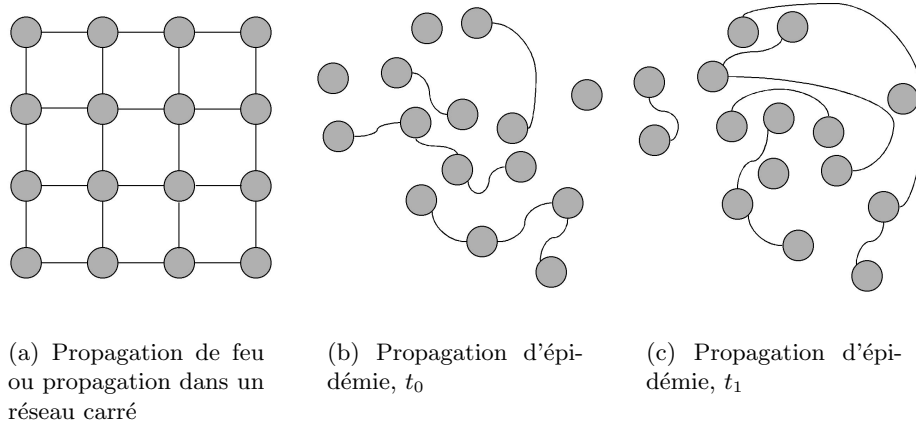 (a) Propagation de feu
ou propagation dans un
réseau carré
(b) Propagation d'épi-
démie, t₀
(c) Propagation d'épi-
démie, t₁